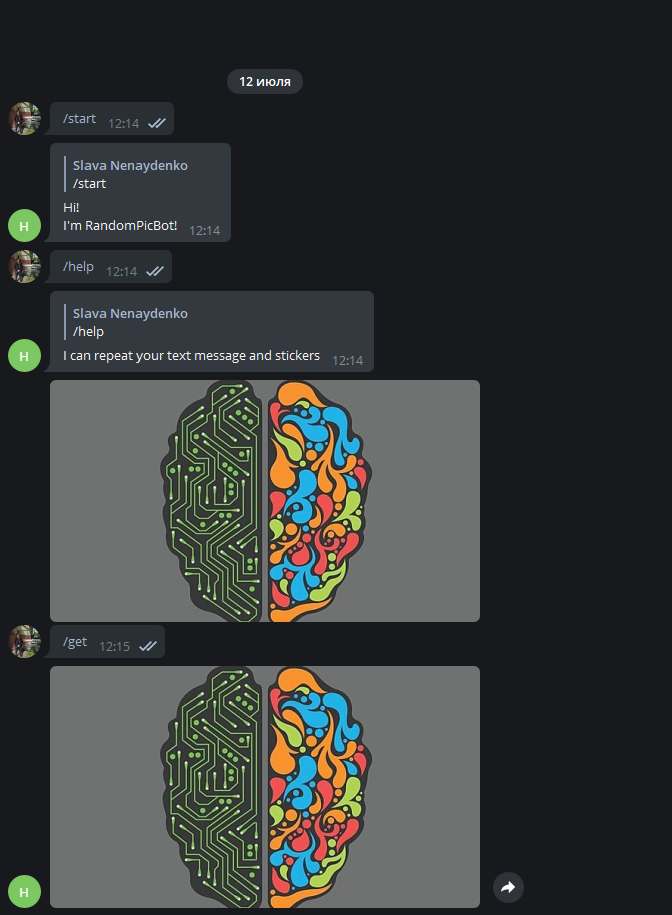 12 июля
/start 12:14
Slava Nenaydenko
/start
Hi!
I'm RandomPicBot! 12:14
H
/help 12:14
Slava Nenaydenko
/help
I can repeat your text message and stickers 12:14
H
/get 12:15
H